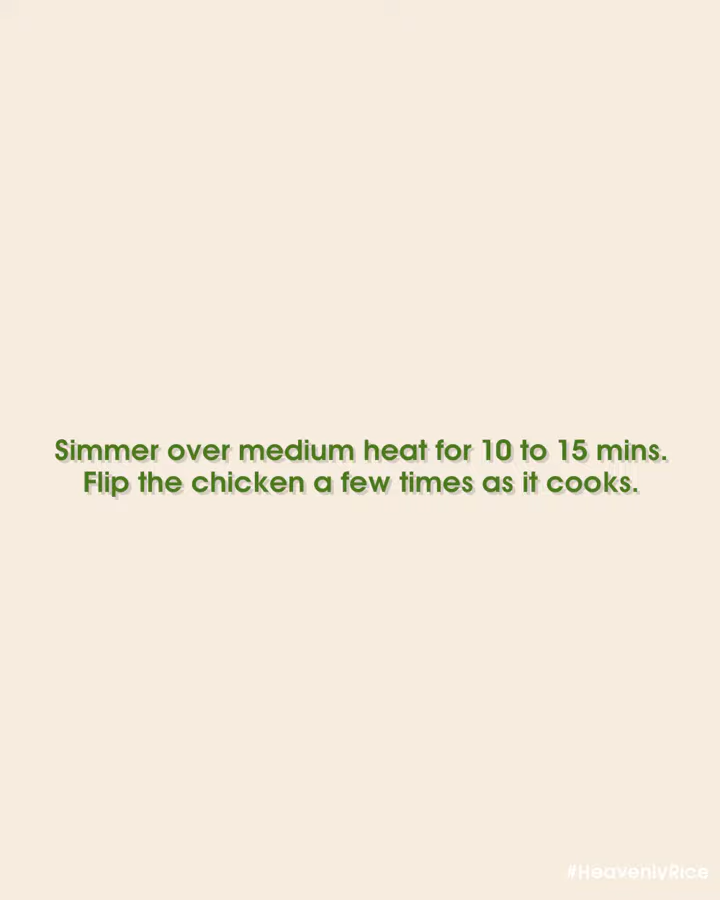 Simmer over medium heat for 10 to 15 mins.
Flip the chicken a few times as it cooks.
#HeavenlyRice